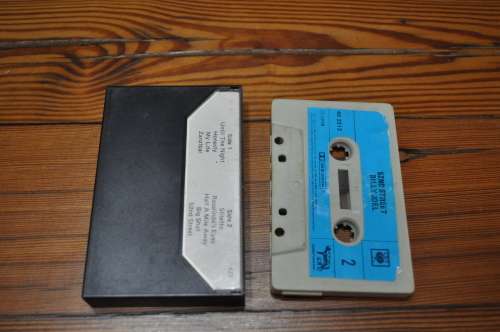 Side 1
Until The Night
Honesty
My Life
Zanzibar
Side 2
Stiletto
Rosalinda's Eyes
Half A Mile Away
Big Shot
52nd Street
52ND STREET
BILLY JOEL
2
CBS